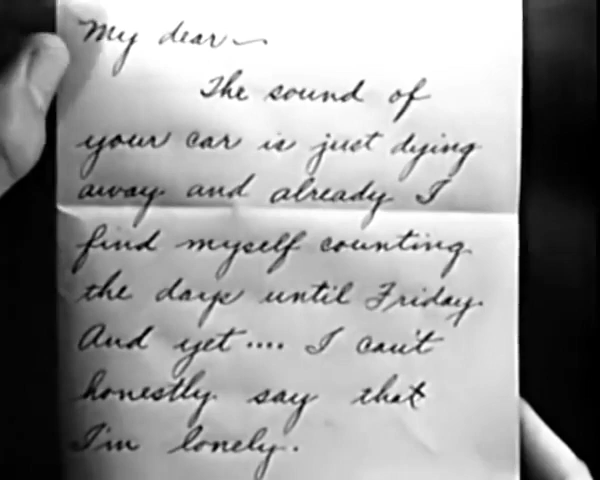 My dear—
The sound of
your car is just dying
away and already I
find myself counting
the days until Friday.
And yet.... I can't
honestly say that
I'm lonely.